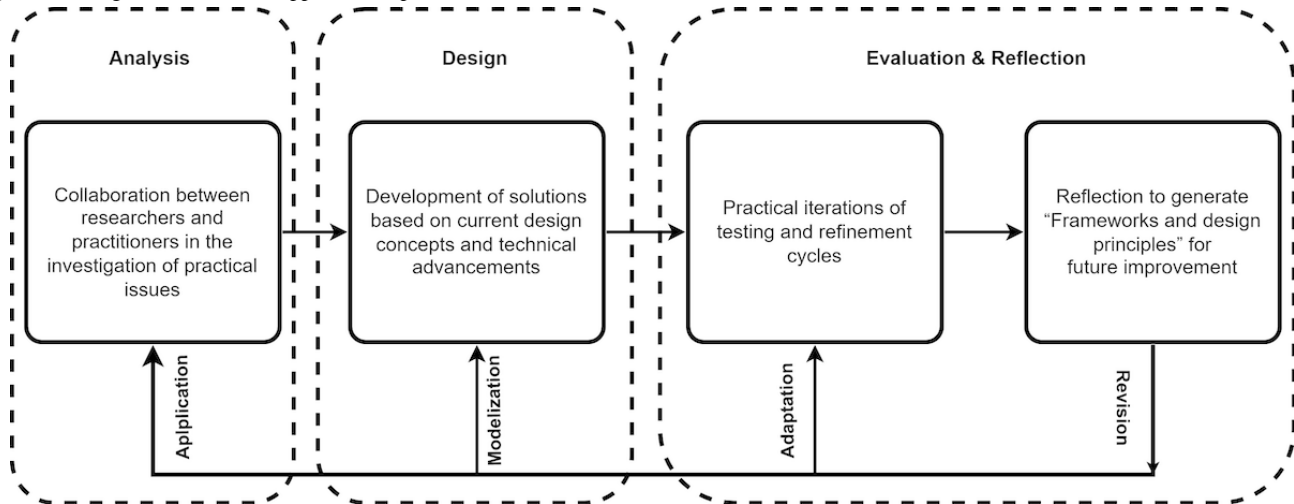 Analysis
Design
Evaluation & Reflection
Collaboration between
researchers and
practitioners in the
investigation of practical
issues
Development of solutions
based on current design
concepts and technical
advancements
Practical iterations of
testing and refinement
cycles
Reflection to generate
“Frameworks and design
principles” for
future improvement
Aplplication
Modelization
Adaptation
Revision